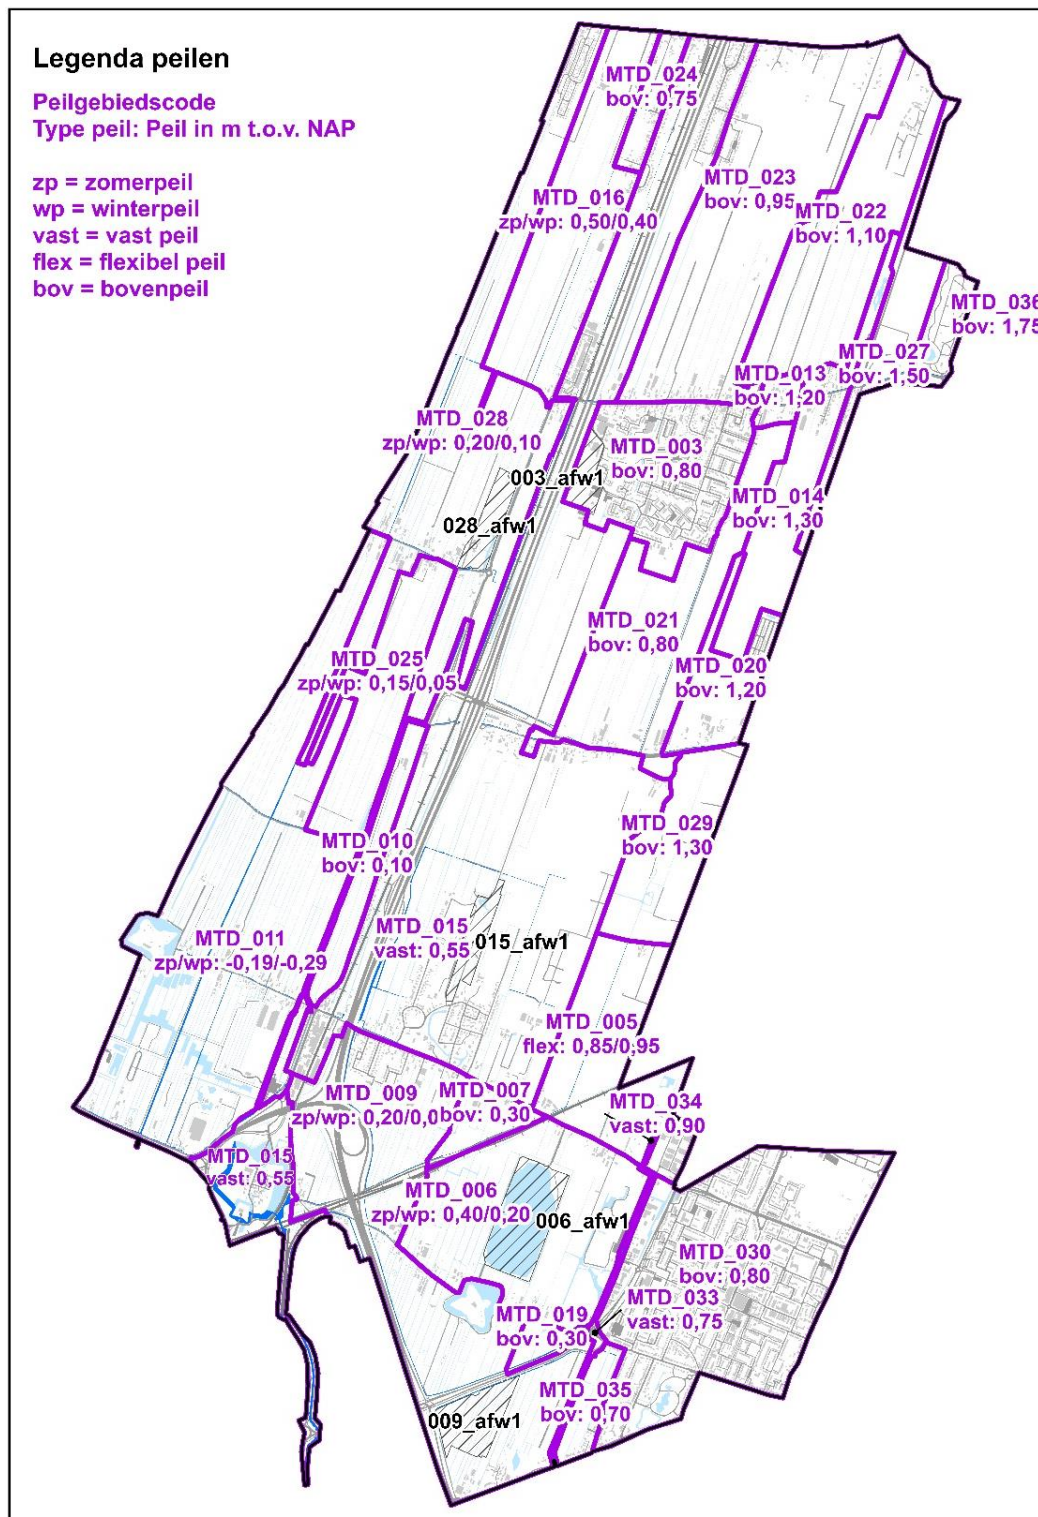 Legenda peilen
Peilgebiedscode
Type peil: Peil in m t.o.v. NAP
zp = zomerpeil
wp = winterpeil
vast = vast peil
flex = flexibel peil
bov = bovenpeil
MTD_024
bov: 0,75
MTD_023
bov: 0,95
MTD_016
zp/wp: 0,50/0,40
MTD_022
bov: 1,10
MTD_036
bov: 1,75
MTD_027
bov: 1,50
MTD_013
bov: 1,20
MTD_028
zp/wp: 0,20/0,10
MTD_003
bov: 0,80
003_afw1
028_afw1
MTD_014
bov: 1,30
MTD_021
bov: 0,80
MTD_025
zp/wp: 0,15/0,05
MTD_020
bov: 1,20
MTD_010
bov: 0,10
MTD_029
bov: 1,30
MTD_011
zp/wp: -0,19/-0,29
MTD_015
vast: 0,55
015_afw1
MTD_005
flex: 0,85/0,95
MTD_009
zp/wp: 0,20/0,0
MTD_007
bov: 0,30
MTD_034
vast: 0,90
MTD_015
vast: 0,55
MTD_006
zp/wp: 0,40/0,20
006_afw1
MTD_030
bov: 0,80
MTD_033
vast: 0,75
MTD_019
bov: 0,30
MTD_035
bov: 0,70
009_afw1